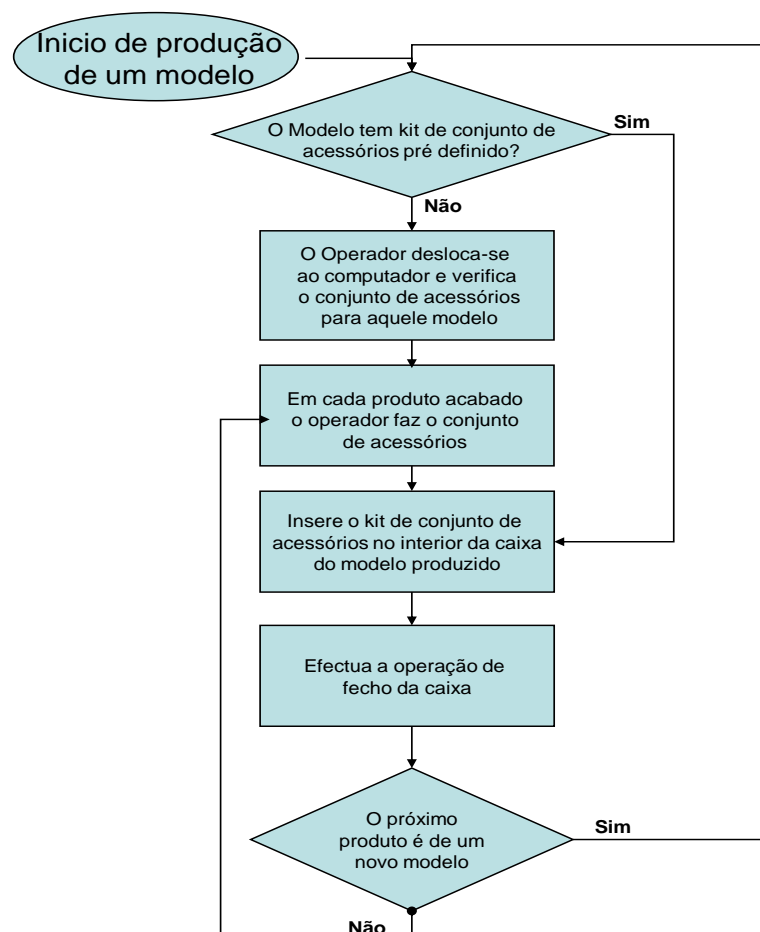 Inicio de produção
de um modelo
O Modelo tem kit de conjunto de
acessórios pré definido?
Sim
Não
O Operador desloca-se
ao computador e verifica
o conjunto de acessórios
para aquele modelo
Em cada produto acabado
o operador faz o conjunto
de acessórios
Insere o kit de conjunto de
acessórios no interior da caixa
do modelo produzido
Efectua a operação de
fecho da caixa
O próximo
produto é de um
novo modelo
Sim
Não